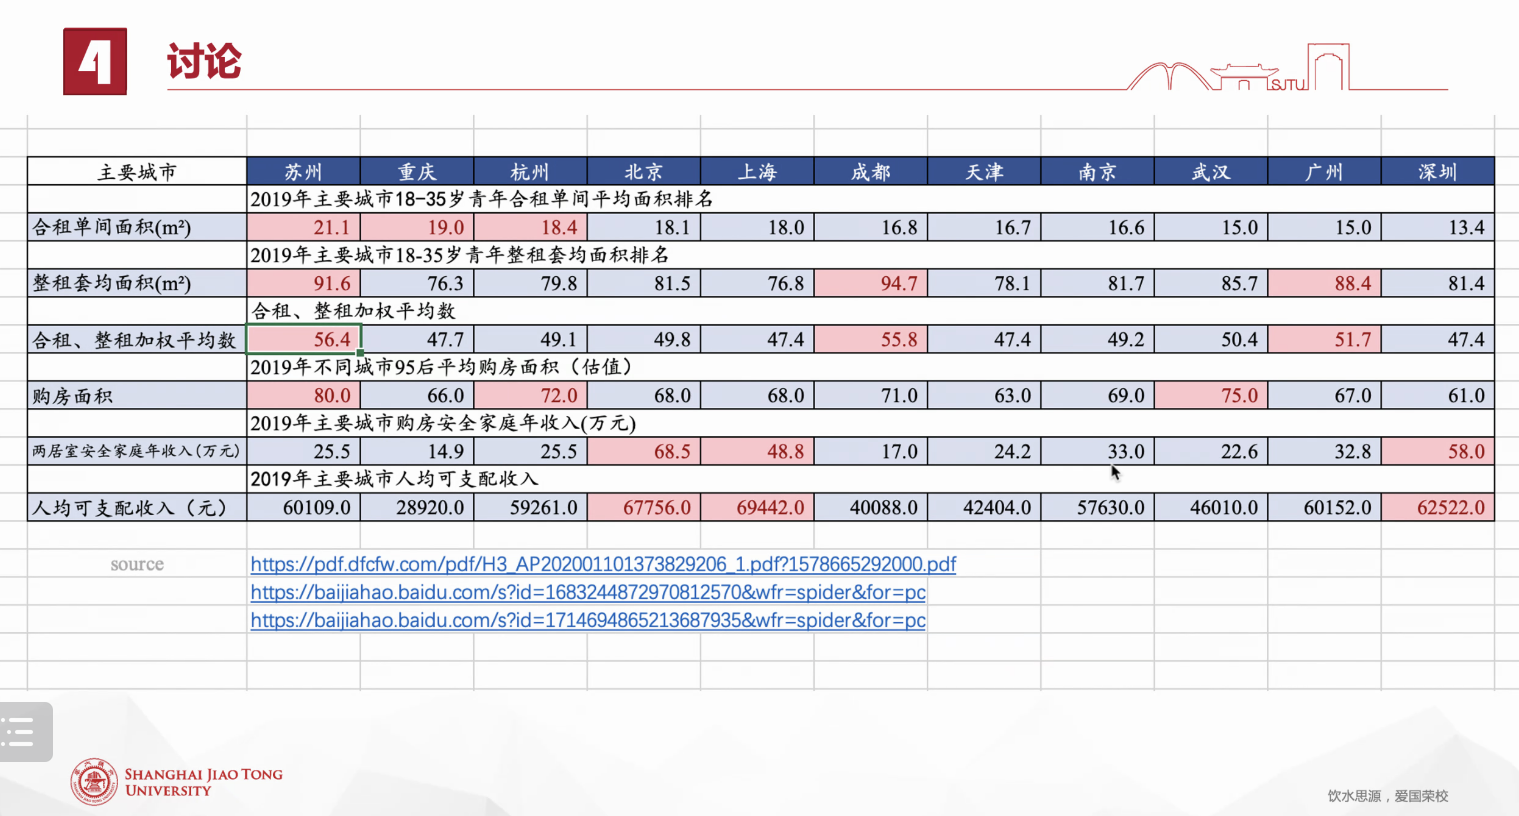 4 讨论
SJTU
主要城市 苏州 重庆 杭州 北京 上海 成都 天津 南京 武汉 广州 深圳
2019年主要城市18-35岁青年合租单间平均面积排名
合租单间面积(m²) 21.1 19.0 18.4 18.1 18.0 16.8 16.7 16.6 15.0 15.0 13.4
2019年主要城市18-35岁青年整租套均面积排名
整租套均面积(m²) 91.6 76.3 79.8 81.5 76.8 94.7 78.1 81.7 85.7 88.4 81.4
合租、整租加权平均数
合租、整租加权平均数 56.4 47.7 49.1 49.8 47.4 55.8 47.4 49.2 50.4 51.7 47.4
2019年不同城市95后平均购房面积（估值）
购房面积 80.0 66.0 72.0 68.0 68.0 71.0 63.0 69.0 75.0 67.0 61.0
2019年主要城市购房安全家庭年收入(万元)
两居室安全家庭年收入(万元) 25.5 14.9 25.5 68.5 48.8 17.0 24.2 33.0 22.6 32.8 58.0
2019年主要城市人均可支配收入
人均可支配收入（元） 60109.0 28920.0 59261.0 67756.0 69442.0 40088.0 42404.0 57630.0 46010.0 60152.0 62522.0
source https://pdf.dfcfw.com/pdf/H3_AP202001101373829206_1.pdf?1578665292000.pdf
https://baijiahao.baidu.com/s?id=1683244872970812570&wfr=spider&for=pc
https://baijiahao.baidu.com/s?id=1714694865213687935&wfr=spider&for=pc
SHANGHAI JIAO TONG
UNIVERSITY
饮水思源，爱国荣校